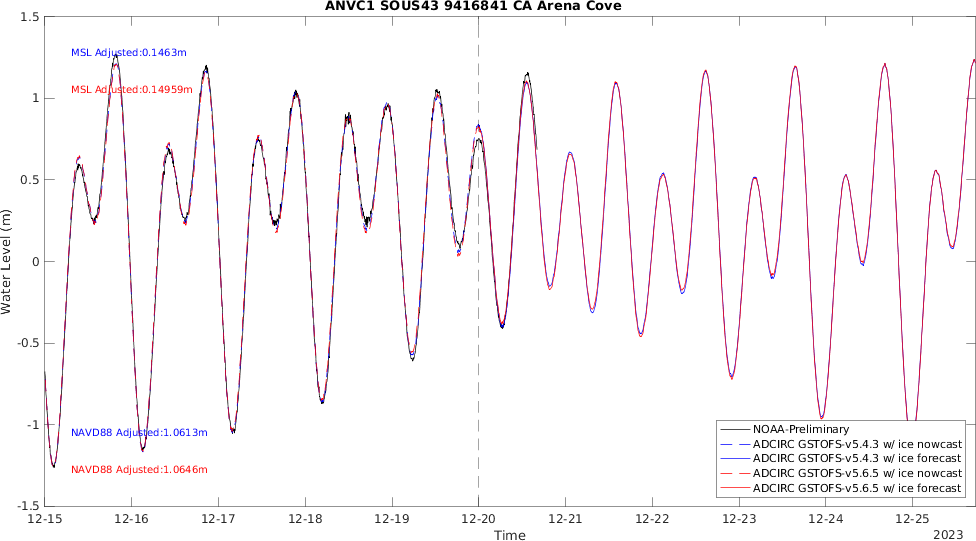 ANVC1 SOUS43 9416841 CA Arena Cove
1.5
1
0.5
0
-0.5
-1
-1.5
Water Level (m)
MSL Adjusted:0.1463m
MSL Adjusted:0.14959m
NAVD88 Adjusted:1.0613m
NAVD88 Adjusted:1.0646m
NOAA-Preliminary
ADCIRC GSTOFS-v5.4.3 w/ ice nowcast
ADCIRC GSTOFS-v5.4.3 w/ ice forecast
ADCIRC GSTOFS-v5.6.5 w/ ice nowcast
ADCIRC GSTOFS-v5.6.5 w/ ice forecast
12-15 12-16 12-17 12-18 12-19 12-20 12-21 12-22 12-23 12-24 12-25
Time
2023